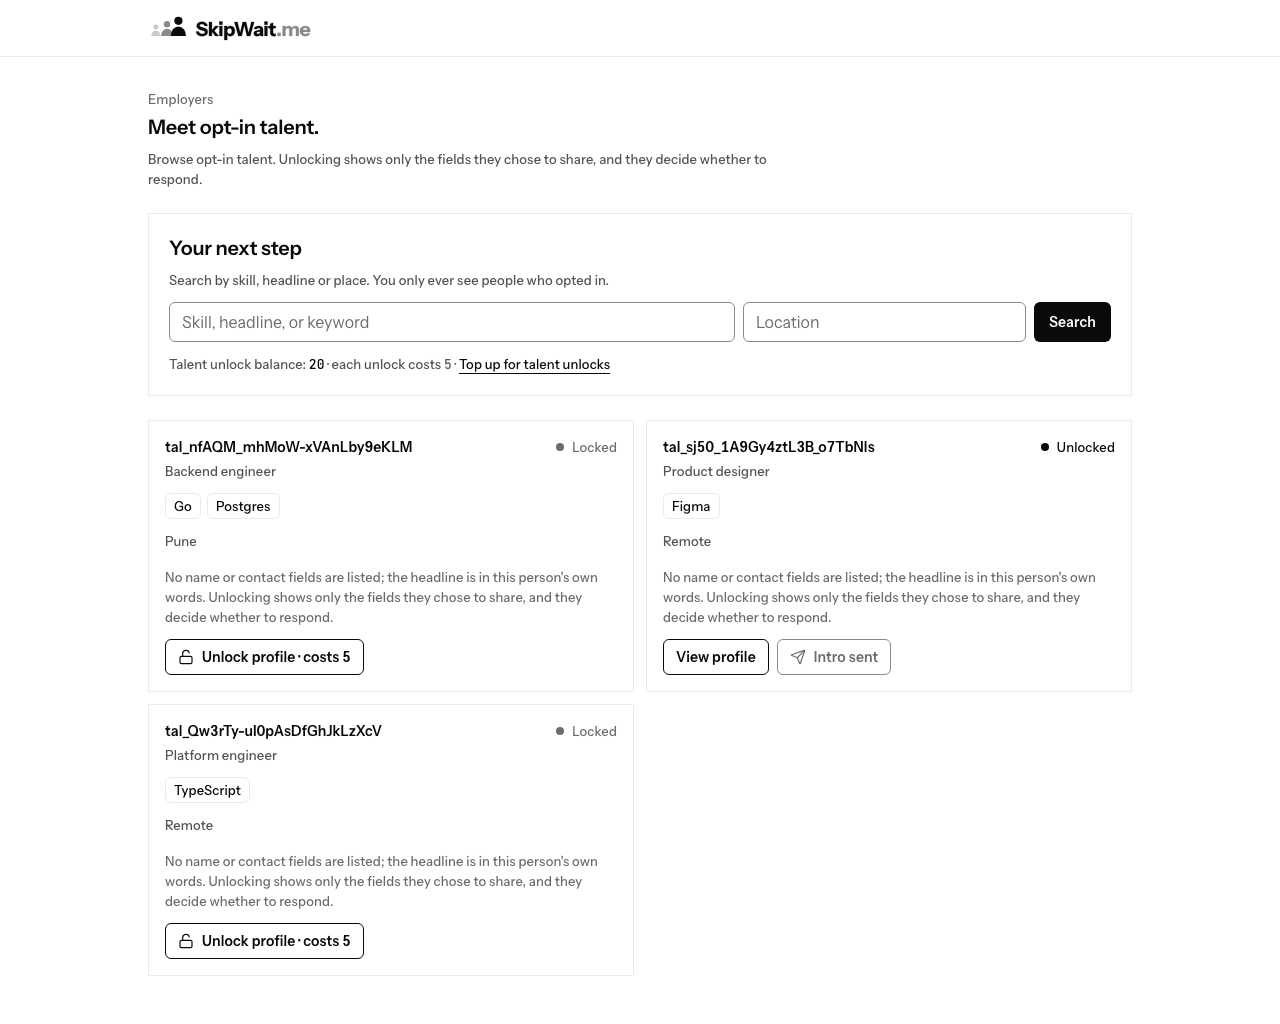 SkipWait.me
Employers
Meet opt-in talent.
Browse opt-in talent. Unlocking shows only the fields they chose to share, and they decide whether to
respond.
Your next step
Search by skill, headline or place. You only ever see people who opted in.
Skill, headline, or keyword
Location
Search
Talent unlock balance: 20 · each unlock costs 5 · Top up for talent unlocks
tal_nfAQM_mhMoW-xVAnLby9eKLM
Locked
Backend engineer
Go
Postgres
Pune
No name or contact fields are listed; the headline is in this person's own
words. Unlocking shows only the fields they chose to share, and they
decide whether to respond.
Unlock profile · costs 5
tal_sj50_1A9Gy4ztL3B_o7TbNls
Unlocked
Product designer
Figma
Remote
No name or contact fields are listed; the headline is in this person's own
words. Unlocking shows only the fields they chose to share, and they
decide whether to respond.
View profile
Intro sent
tal_Qw3rTy-uI0pAsDfGhJkLzXcV
Locked
Platform engineer
TypeScript
Remote
No name or contact fields are listed; the headline is in this person's own
words. Unlocking shows only the fields they chose to share, and they
decide whether to respond.
Unlock profile · costs 5